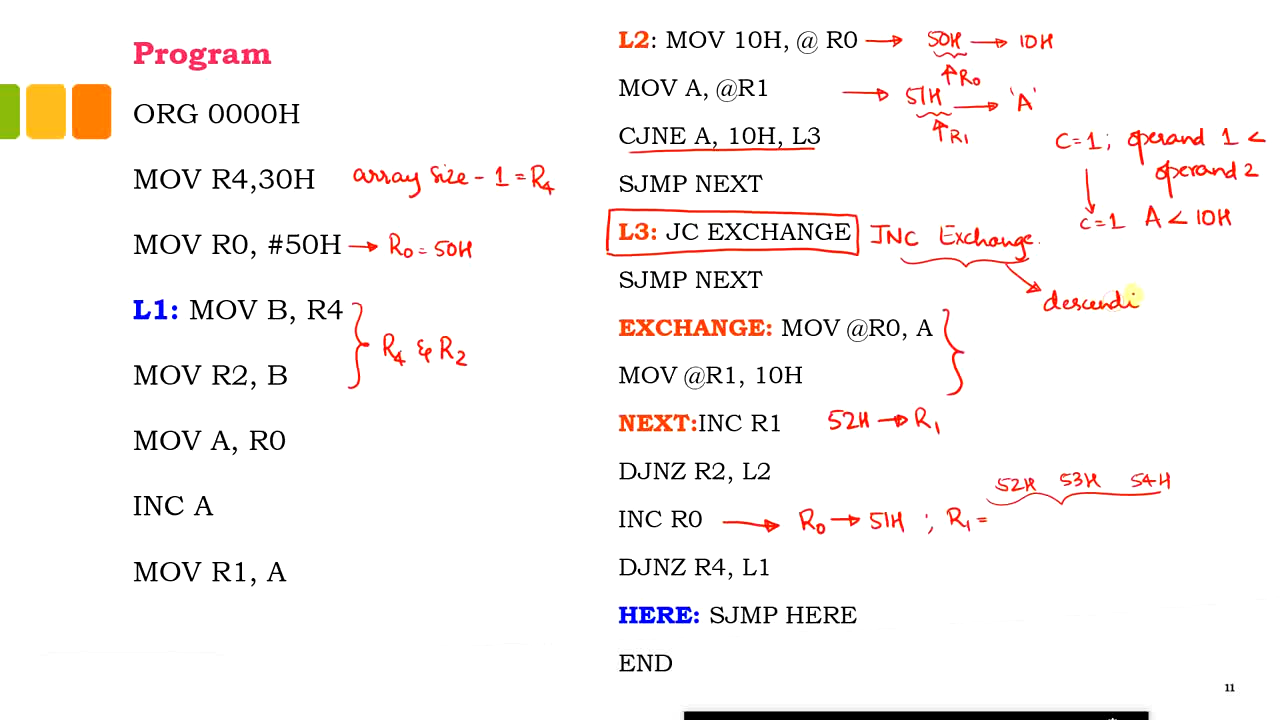 Program
ORG 0000H
MOV R4,30H array size - 1 = R4
MOV R0, #50H → R0 = 50H
L1: MOV B, R4
R4 & R2
MOV R2, B
MOV A, R0
INC A
MOV R1, A
L2: MOV 10H, @ R0 → 50H → 10H
↑R0
MOV A, @R1 → 51H → 'A'
↑R1
CJNE A, 10H, L3
C=1; operand 1 <
operand 2
C=1 A < 10H
SJMP NEXT
L3: JC EXCHANGE JNC Exchange.
descendi
SJMP NEXT
EXCHANGE: MOV @R0, A
MOV @R1, 10H
NEXT:INC R1 52H → R1
DJNZ R2, L2
52H 53H 54H
INC R0 → R0 → 51H ; R1 =
DJNZ R4, L1
HERE: SJMP HERE
END
11